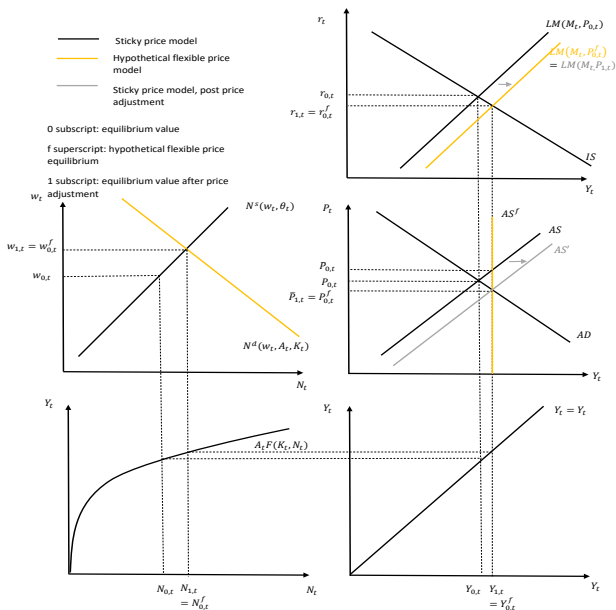 Sticky price model
Hypothetical flexible price
model
Sticky price model, post price
adjustment
0 subscript: equilibrium value
f superscript: hypothetical flexible price
equilibrium
1 subscript: equilibrium value after price
adjustment
r_t
LM(M_t, P_{0,t})
LM(M_t, P_{0,t}^f)
= LM(M_t, P_{1,t})
r_{0,t}
r_{1,t} = r_{0,t}^f
IS
Y_t
w_t
N^s(w_t, θ_t)
w_{1,t} = w_{0,t}^f
w_{0,t}
N^d(w_t, A_t, K_t)
N_t
P_t
AS^f
AS
AS'
P̅_{0,t}
P_{0,t}
P̅_{1,t} = P_{0,t}^f
AD
Y_t
Y_t
A_tF(K_t, N_t)
N_{0,t}
N_{1,t}
= N_{0,t}^f
N_t
Y_t
Y_t = Y_t
Y_{0,t}
Y_{1,t}
= Y_{0,t}^f
Y_t